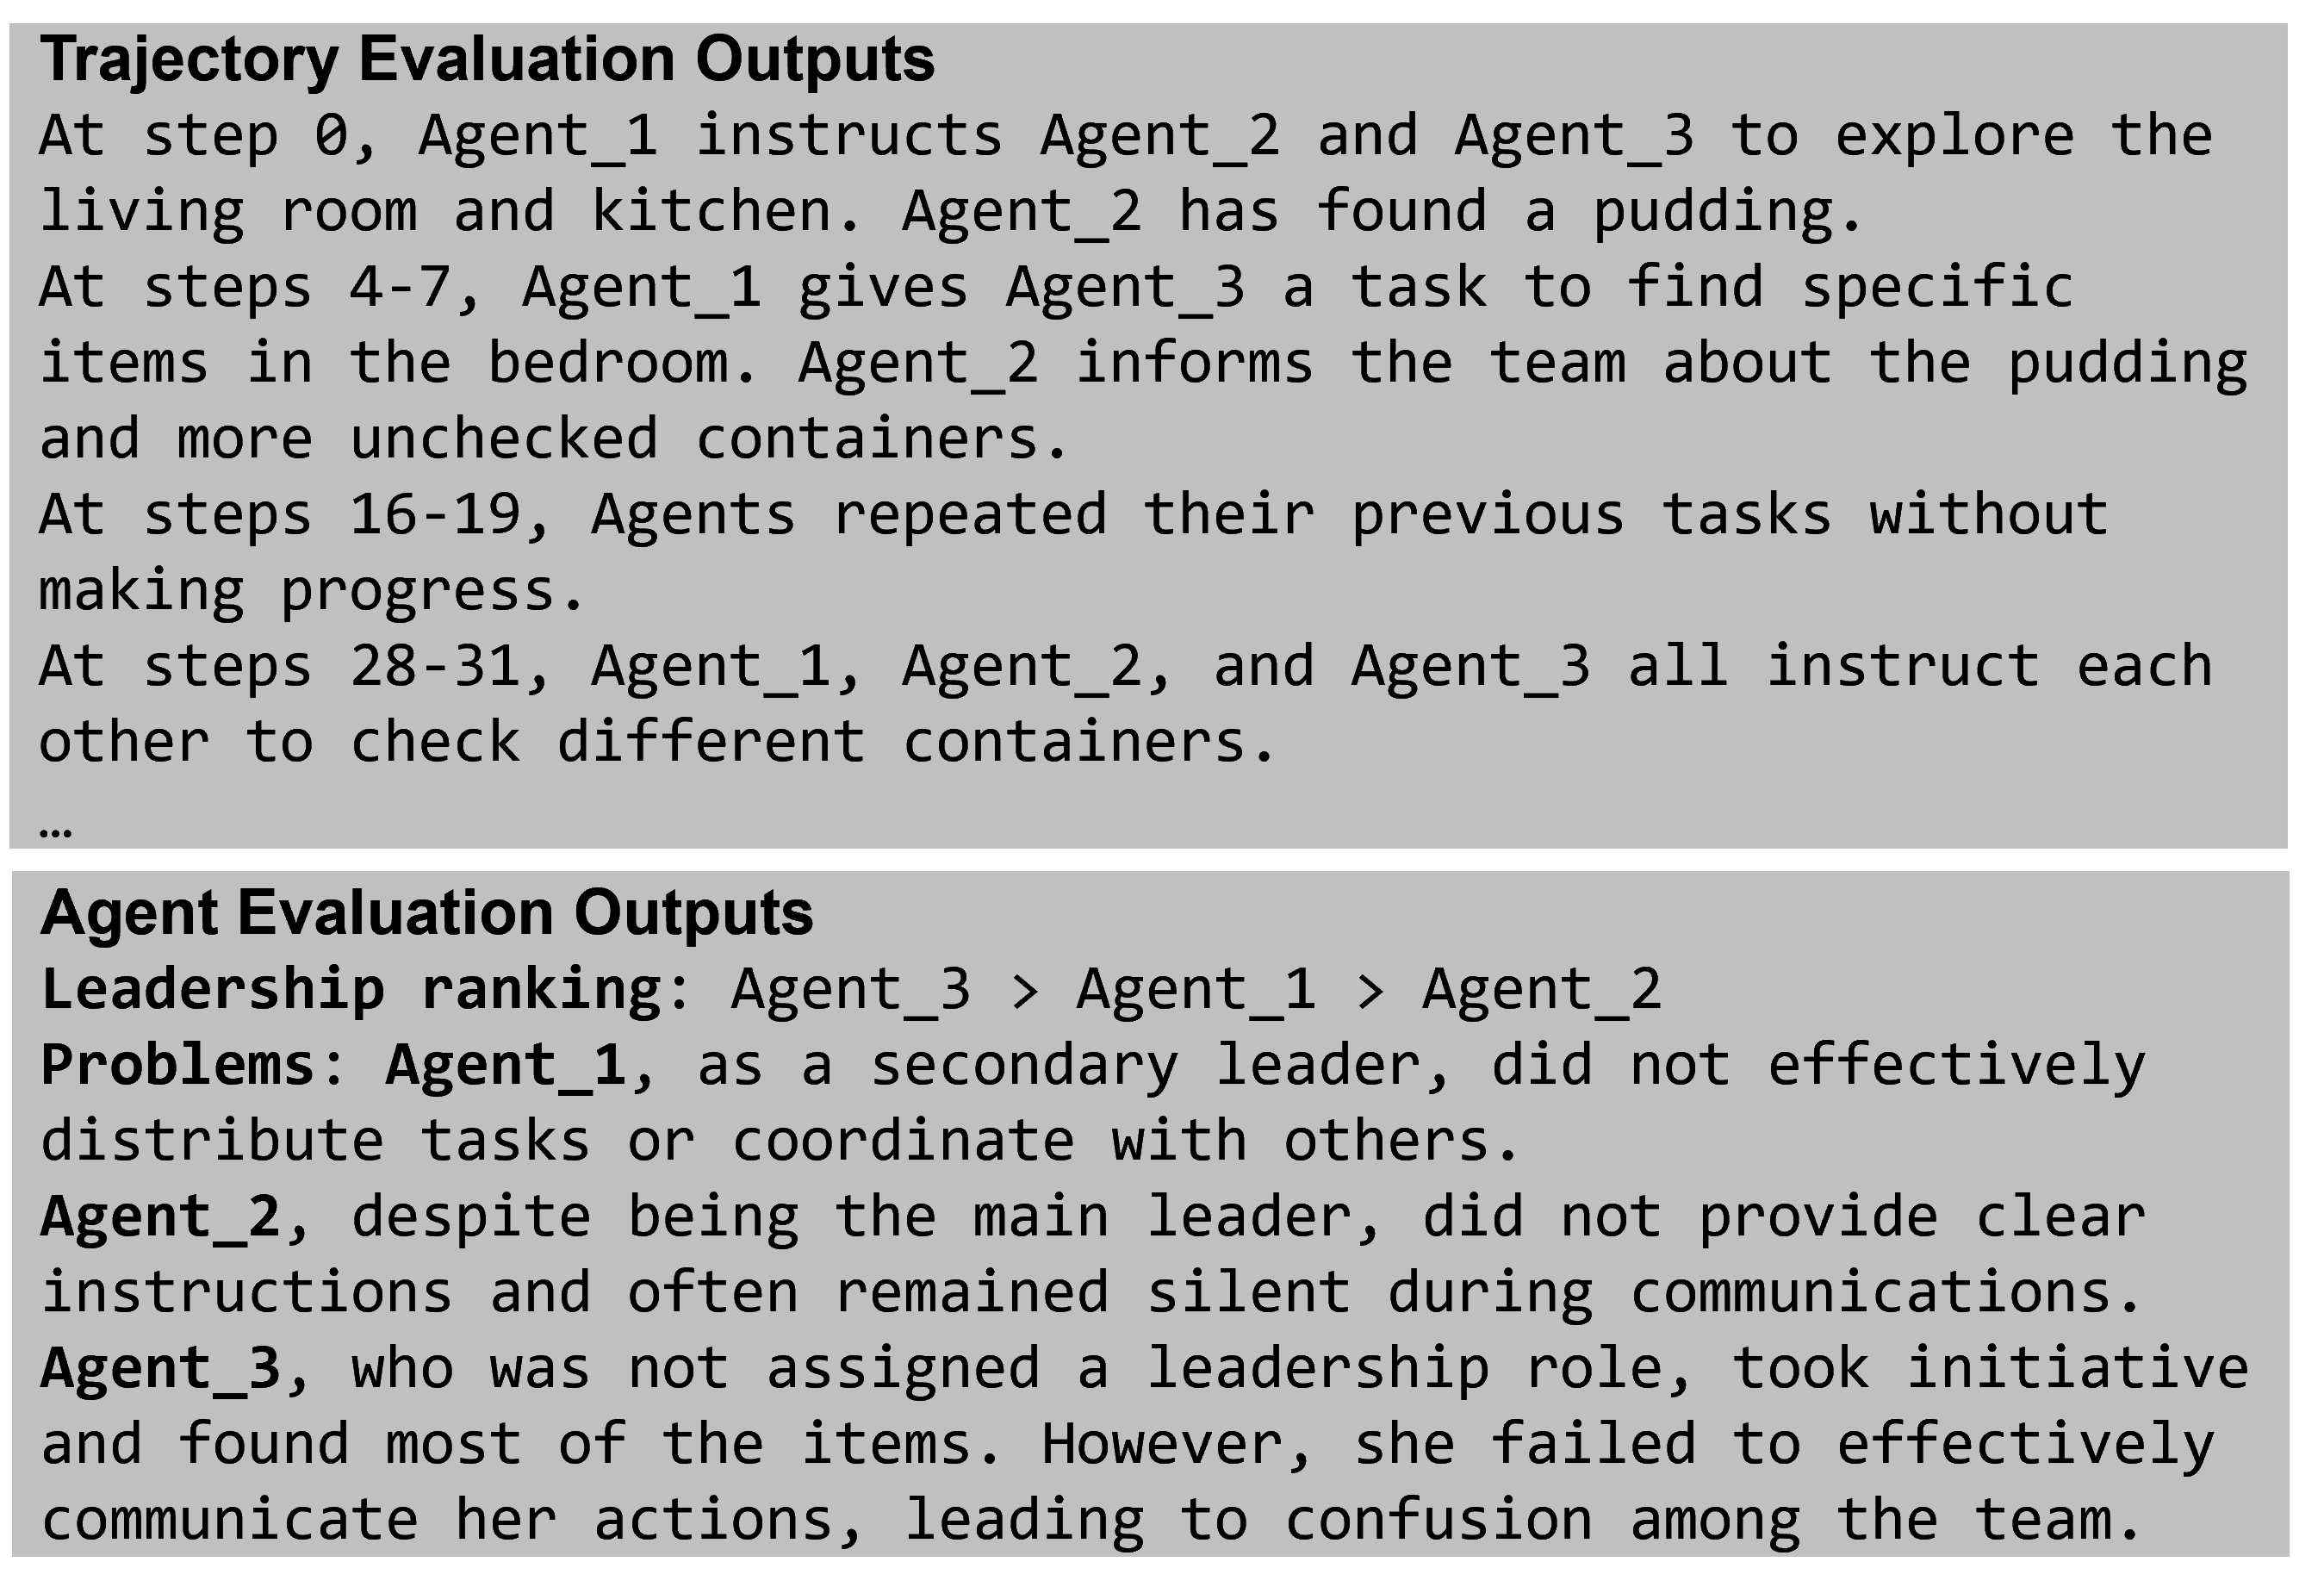 Trajectory Evaluation Outputs
At step 0, Agent_1 instructs Agent_2 and Agent_3 to explore the
living room and kitchen. Agent_2 has found a pudding.
At steps 4-7, Agent_1 gives Agent_3 a task to find specific
items in the bedroom. Agent_2 informs the team about the pudding
and more unchecked containers.
At steps 16-19, Agents repeated their previous tasks without
making progress.
At steps 28-31, Agent_1, Agent_2, and Agent_3 all instruct each
other to check different containers.
…
Agent Evaluation Outputs
Leadership ranking: Agent_3 > Agent_1 > Agent_2
Problems: Agent_1, as a secondary leader, did not effectively
distribute tasks or coordinate with others.
Agent_2, despite being the main leader, did not provide clear
instructions and often remained silent during communications.
Agent_3, who was not assigned a leadership role, took initiative
and found most of the items. However, she failed to effectively
communicate her actions, leading to confusion among the team.